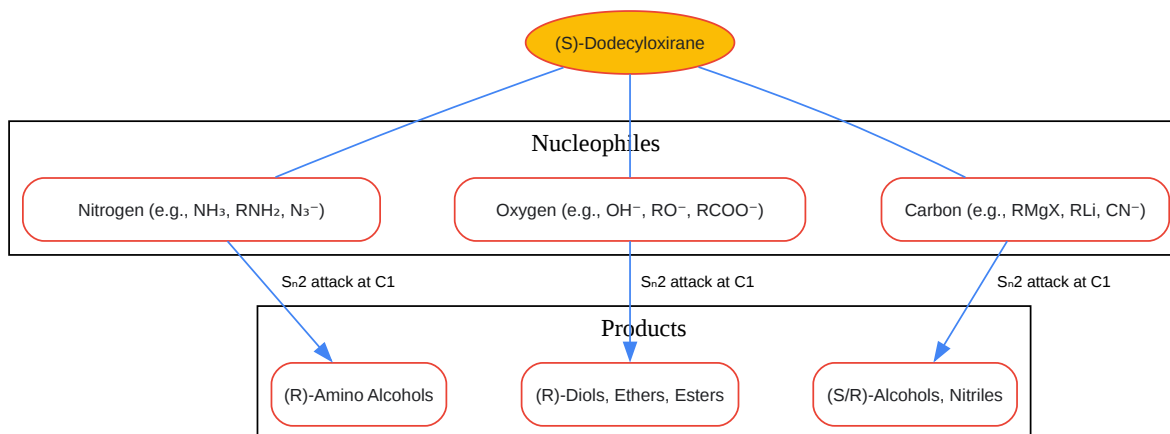 (S)-Dodecyloxirane
Nucleophiles
Nitrogen (e.g., NH₃, RNH₂, N₃⁻)
Oxygen (e.g., OH⁻, RO⁻, RCOO⁻)
Carbon (e.g., RMgX, RLi, CN⁻)
Sₙ2 attack at C1
Sₙ2 attack at C1
Sₙ2 attack at C1
Products
(R)-Amino Alcohols
(R)-Diols, Ethers, Esters
(S/R)-Alcohols, Nitriles